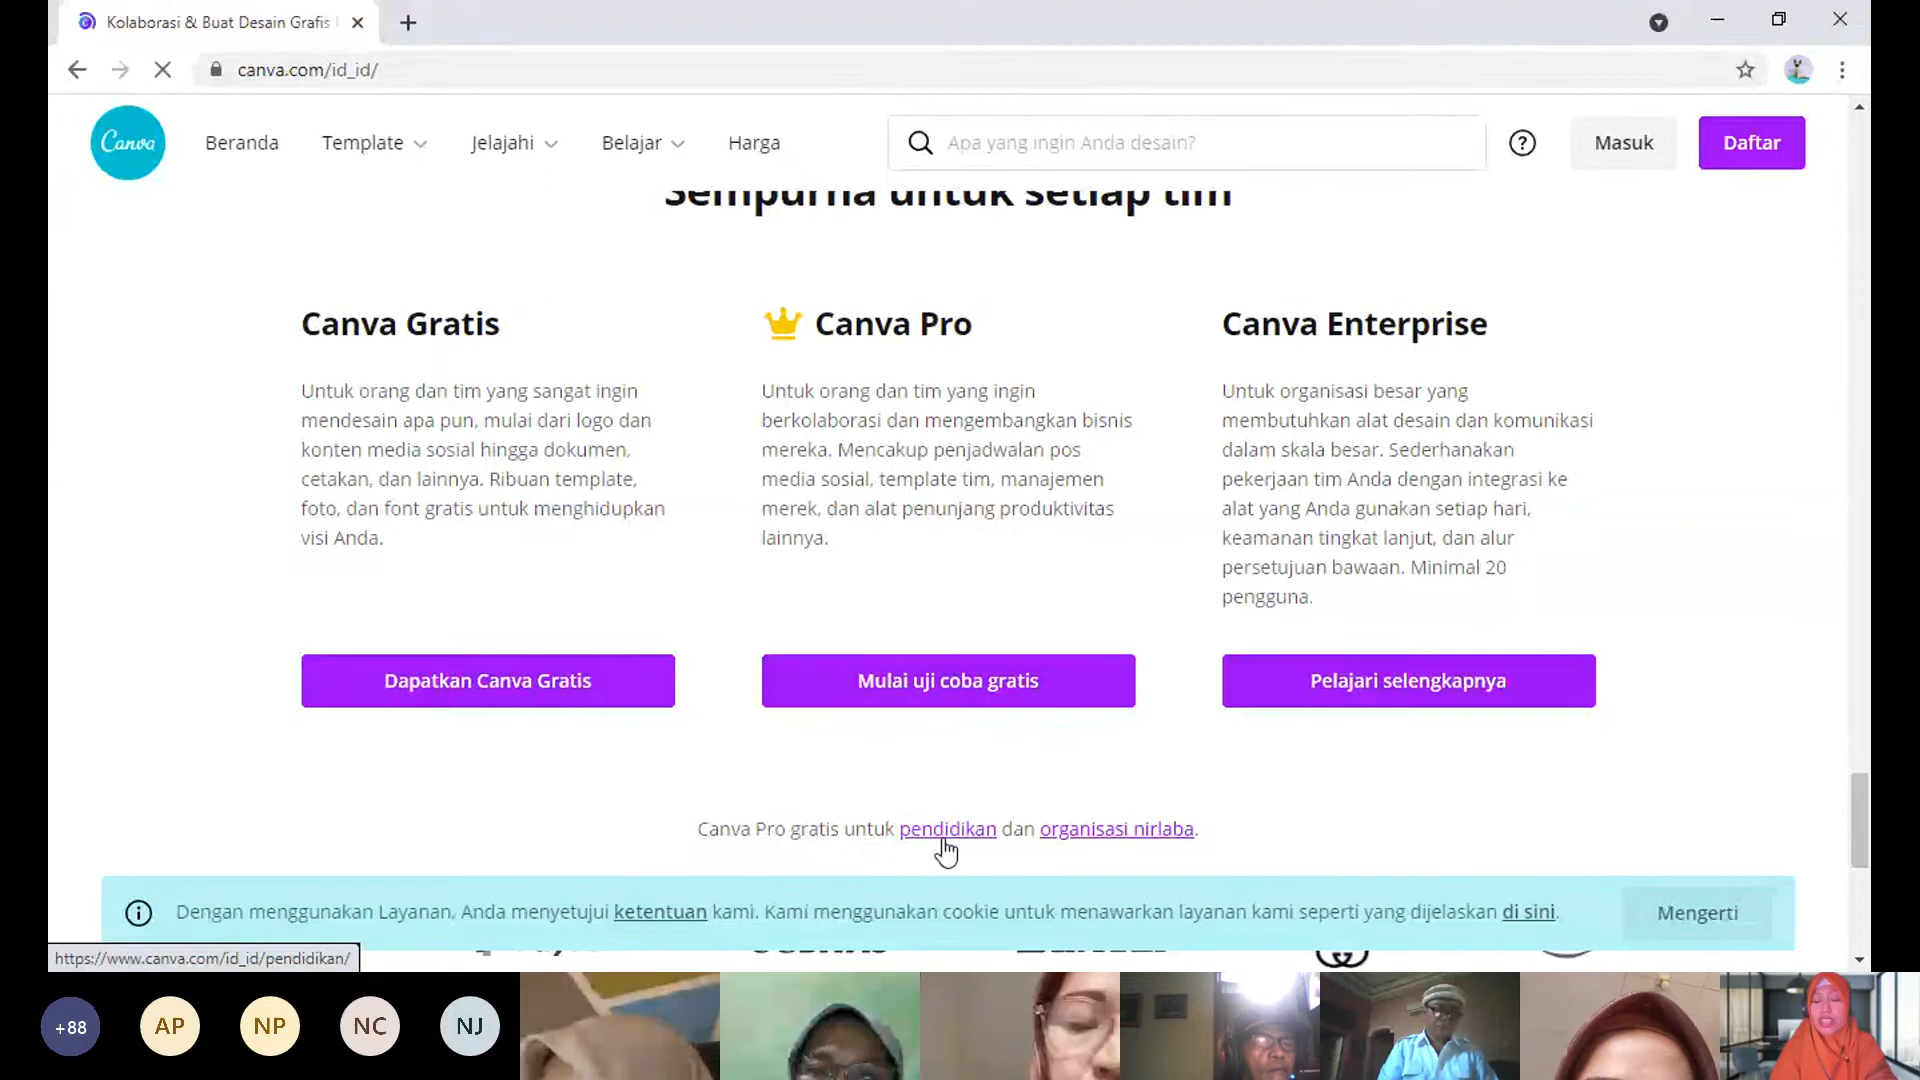 Kolaborasi & Buat Desain Grafis
canva.com/id_id/
Canva
Beranda
Template
Jelajahi
Belajar
Harga
Apa yang ingin Anda desain?
Masuk
Daftar
Sempurna untuk setiap tim
Canva Gratis
Untuk orang dan tim yang sangat ingin
mendesain apa pun, mulai dari logo dan
konten media sosial hingga dokumen,
cetakan, dan lainnya. Ribuan template,
foto, dan font gratis untuk menghidupkan
visi Anda.
Dapatkan Canva Gratis
Canva Pro
Untuk orang dan tim yang ingin
berkolaborasi dan mengembangkan bisnis
mereka. Mencakup penjadwalan pos
media sosial, template tim, manajemen
merek, dan alat penunjang produktivitas
lainnya.
Mulai uji coba gratis
Canva Enterprise
Untuk organisasi besar yang
membutuhkan alat desain dan komunikasi
dalam skala besar. Sederhanakan
pekerjaan tim Anda dengan integrasi ke
alat yang Anda gunakan setiap hari,
keamanan tingkat lanjut, dan alur
persetujuan bawaan. Minimal 20
pengguna.
Pelajari selengkapnya
Canva Pro gratis untuk pendidikan dan organisasi nirlaba.
Dengan menggunakan Layanan, Anda menyetujui ketentuan kami. Kami menggunakan cookie untuk menawarkan layanan kami seperti yang dijelaskan di sini.
Mengerti
https://www.canva.com/id_id/pendidikan/
+88
AP
NP
NC
NJ